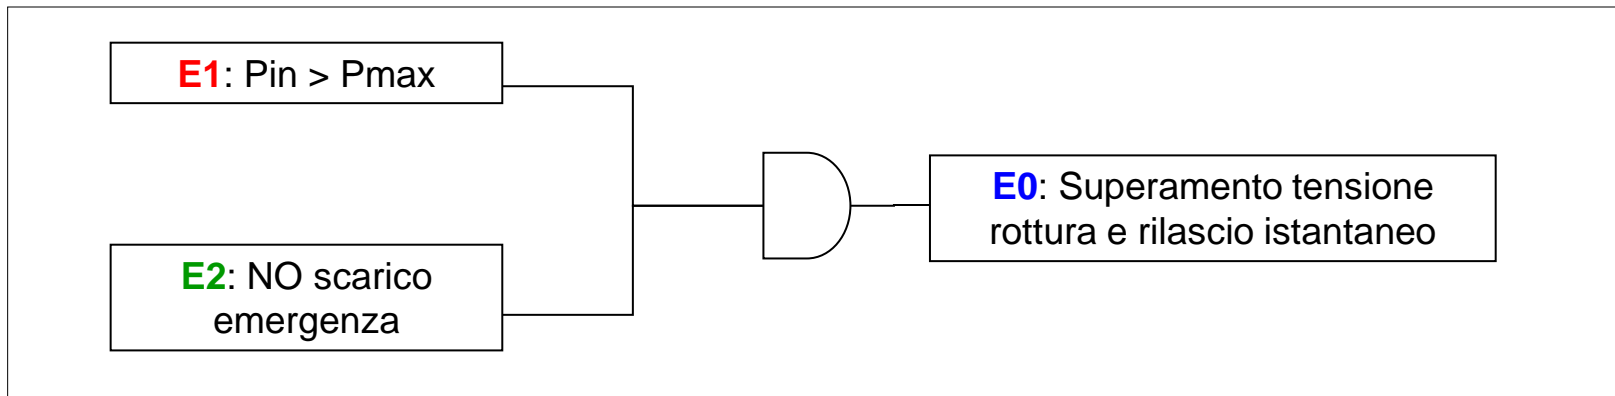 E1: Pin > Pmax
E2: NO scarico
emergenza
E0: Superamento tensione
rottura e rilascio istantaneo